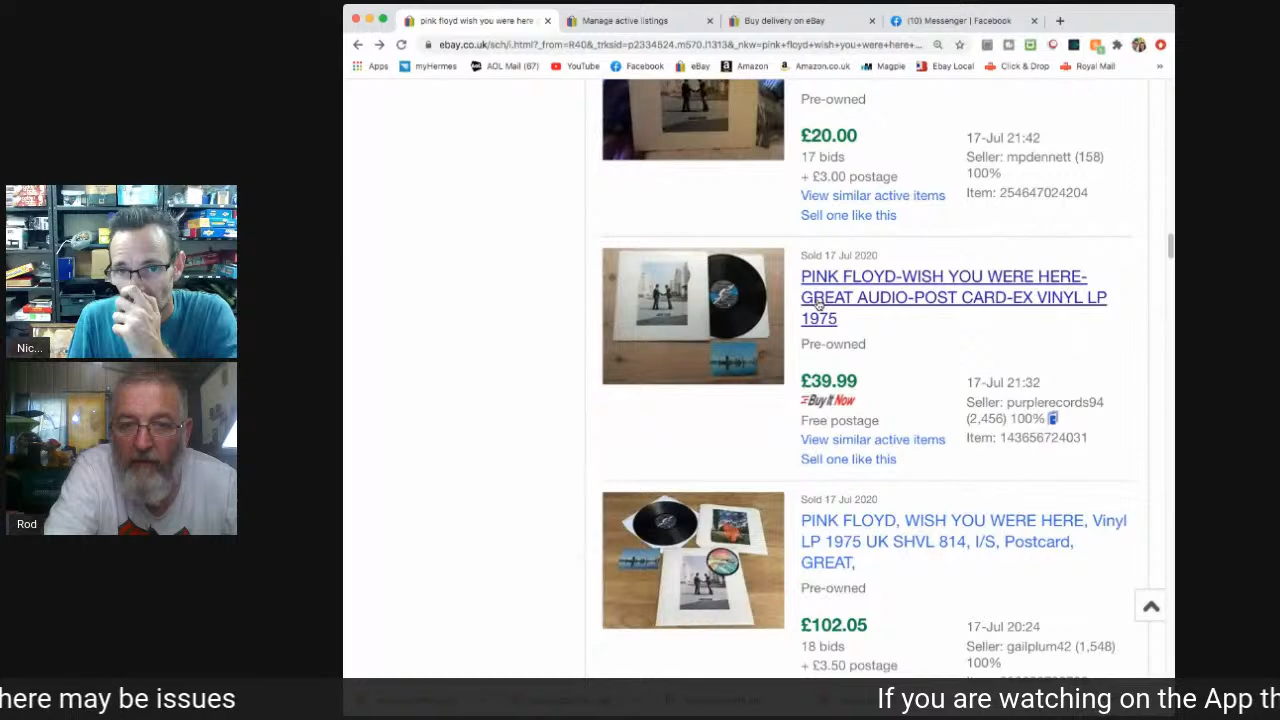 pink floyd wish you were here
Manage active listings
Buy delivery on eBay
(10) Messenger | Facebook
ebay.co.uk/sch/i.html?_from=R40&_trksid=p2334524.m570.l1313&_nkw=pink+floyd+wish+you+were+here+...
Apps
myHermes
AOL Mail (67)
YouTube
Facebook
eBay
Amazon
Amazon.co.uk
Magpie
Ebay Local
Click & Drop
Royal Mail
»
Pre-owned
£20.00
17 bids
+ £3.00 postage
View similar active items
Sell one like this
17-Jul 21:42
Seller: mpdennett (158)
100%
Item: 254647024204
Sold 17 Jul 2020
PINK FLOYD-WISH YOU WERE HERE-
GREAT AUDIO-POST CARD-EX VINYL LP
1975
Pre-owned
£39.99
Buy It Now
Free postage
View similar active items
Sell one like this
17-Jul 21:32
Seller: purplerecords94
(2,456) 100%
Item: 143656724031
Sold 17 Jul 2020
PINK FLOYD, WISH YOU WERE HERE, Vinyl
LP 1975 UK SHVL 814, I/S, Postcard,
GREAT,
Pre-owned
£102.05
18 bids
+ £3.50 postage
17-Jul 20:24
Seller: gailplum42 (1,548)
100%
Nic...
Rod
here may be issues
If you are watching on the App th